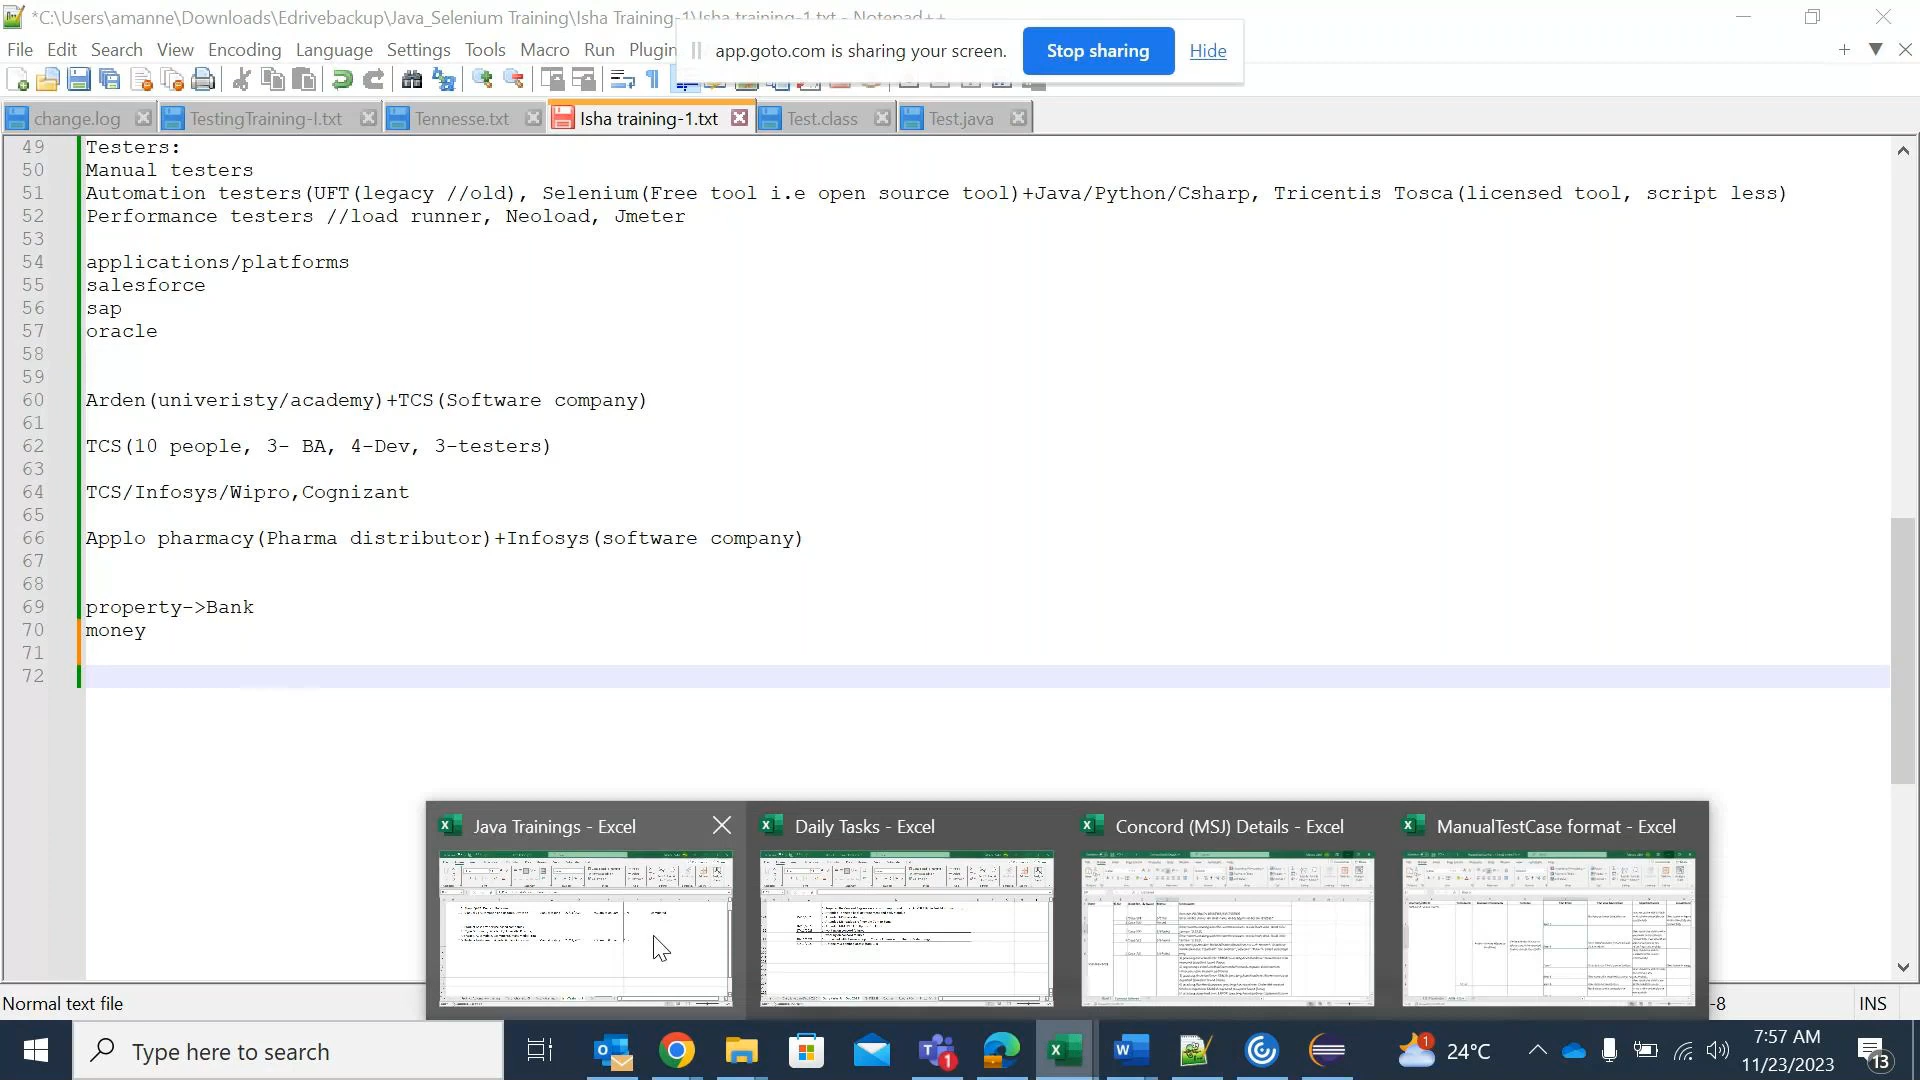 *C:\Users\amanne\Downloads\Edrivebackup\Java_Selenium Training\Isha Training-1\Isha training-1.txt - Notepad++
File Edit Search View Encoding Language Settings Tools Macro Run Plugin
app.goto.com is sharing your screen. Stop sharing Hide
change.log TestingTraining-I.txt Tennesse.txt Isha training-1.txt Test.class Test.java
49 Testers:
50 Manual testers
51 Automation testers(UFT(legacy //old), Selenium(Free tool i.e open source tool)+Java/Python/Csharp, Tricentis Tosca(licensed tool, script less)
52 Performance testers //load runner, Neoload, Jmeter
53
54 applications/platforms
55 salesforce
56 sap
57 oracle
58
59
60 Arden(univeristy/academy)+TCS(Software company)
61
62 TCS(10 people, 3- BA, 4-Dev, 3-testers)
63
64 TCS/Infosys/Wipro,Cognizant
65
66 Applo pharmacy(Pharma distributor)+Infosys(software company)
67
68
69 property->Bank
70 money
71
72
Java Trainings - Excel Daily Tasks - Excel Concord (MSJ) Details - Excel ManualTestCase format - Excel
Normal text file -8 INS
Type here to search 1 1 24°C 7:57 AM
11/23/2023 13